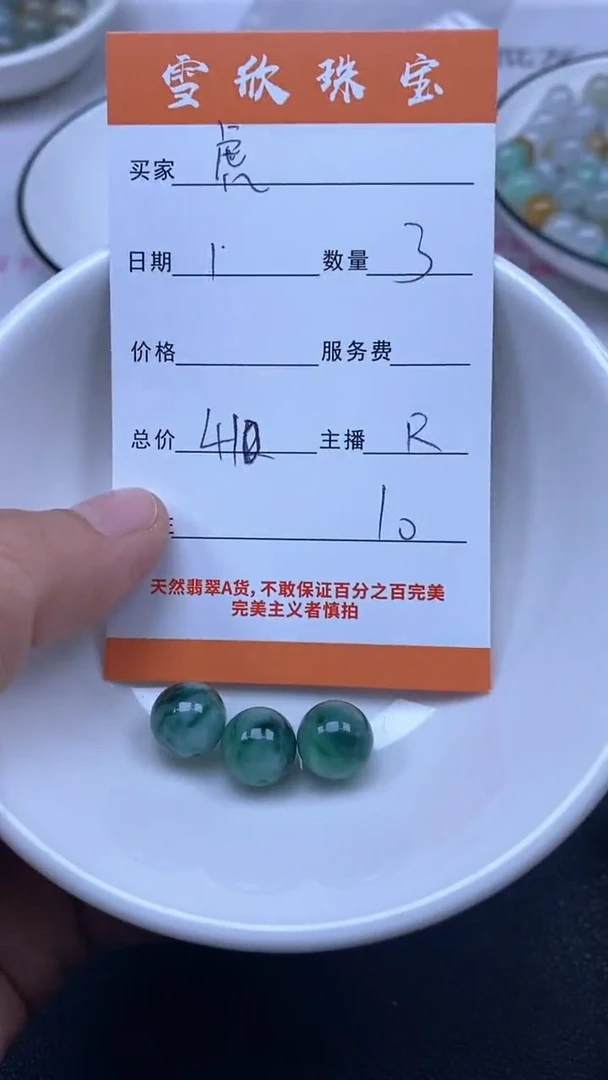 雪欣珠宝
买家 虎
日期 1 数量 3
价格 服务费
总价 主播 R
10
天然翡翠A货,不敢保证百分之百完美
完美主义者慎拍